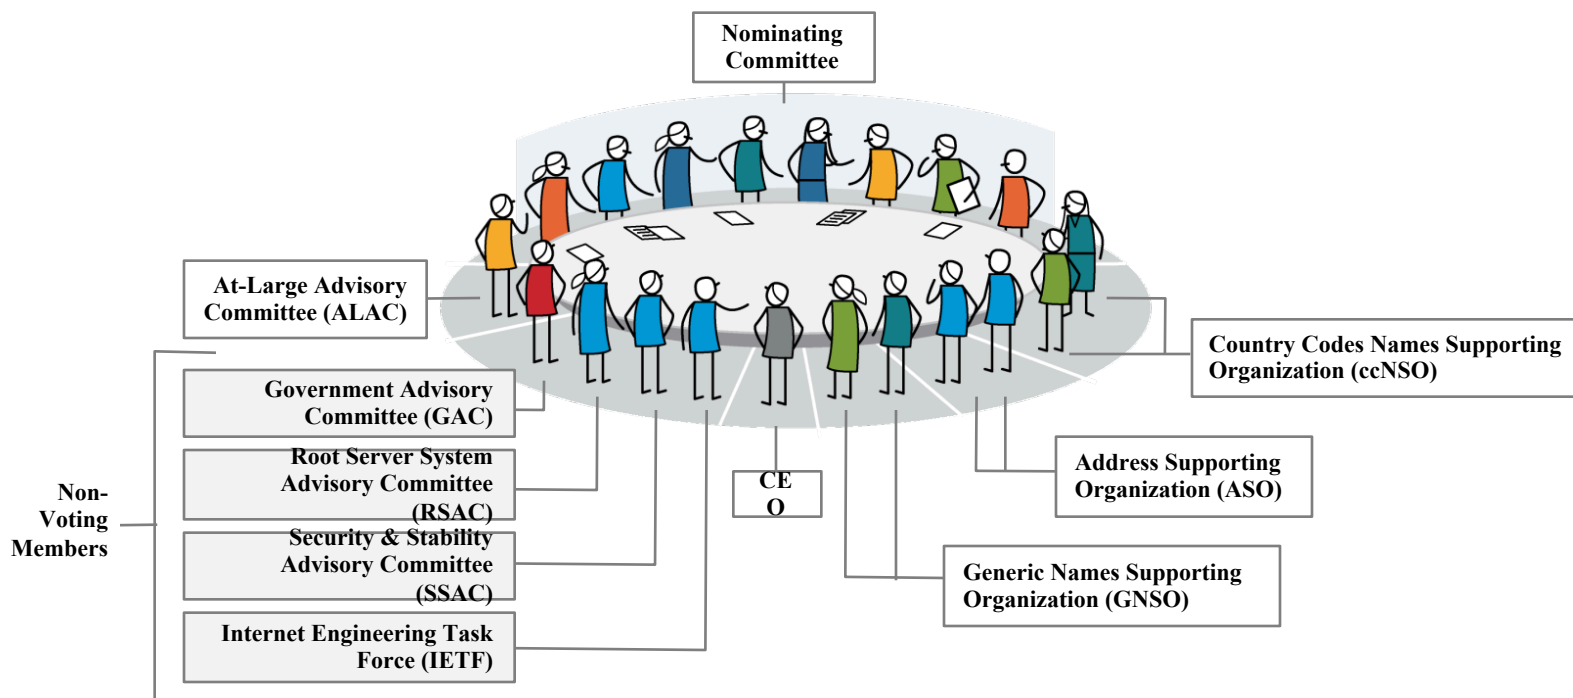 Nominating
Committee
At-Large Advisory
Committee (ALAC)
Government Advisory
Committee (GAC)
Root Server System
Advisory Committee
(RSAC)
Non-
Voting
Members
Security & Stability
Advisory Committee
(SSAC)
Internet Engineering Task
Force (IETF)
CE
O
Country Codes Names Supporting
Organization (ccNSO)
Address Supporting
Organization (ASO)
Generic Names Supporting
Organization (GNSO)